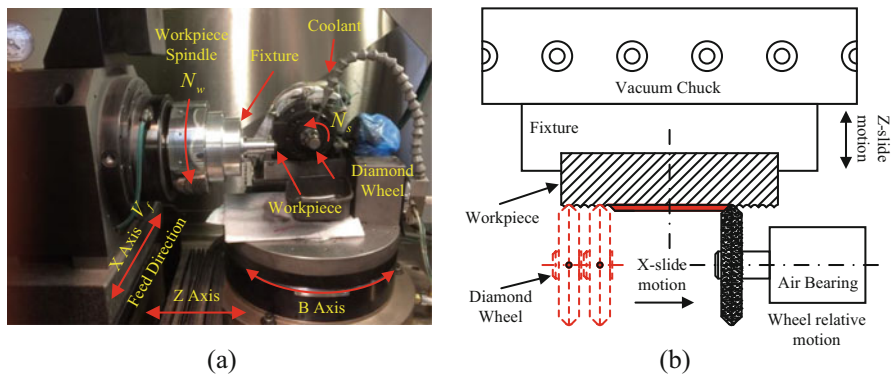 Workpiece
Spindle
N_w
Fixture
Coolant
N_s
Diamond
Wheel
Workpiece
V_f
X Axis
Feed Direction
Z Axis
B Axis
(a)
Vacuum Chuck
Fixture
Z-slide
motion
Workpiece
X-slide
motion
Diamond
Wheel
Air Bearing
Wheel relative
motion
(b)